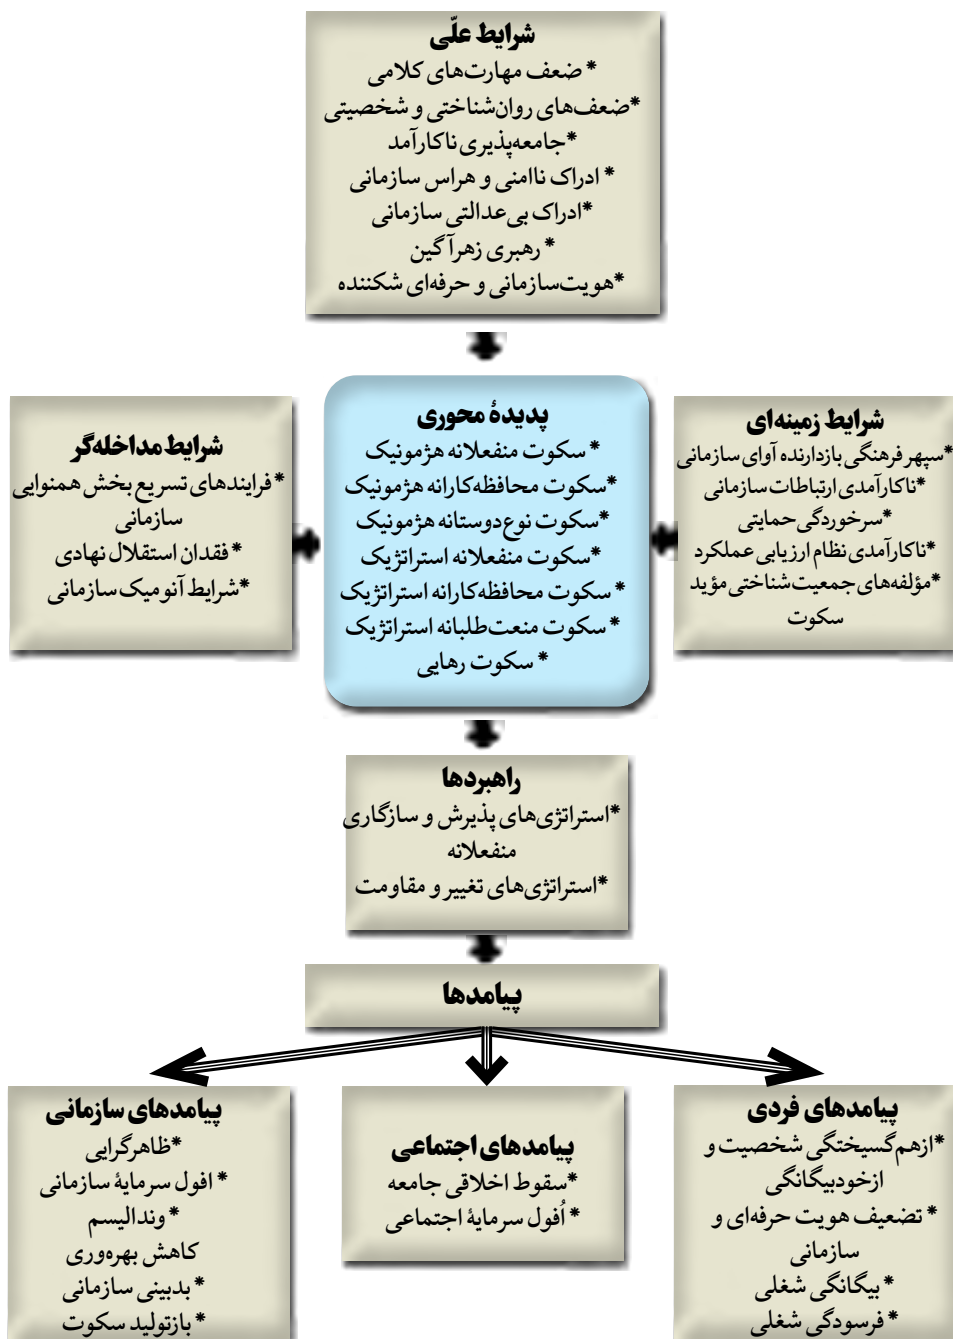 شرایط علّی
* ضعف مهارت‌های کلامی
*ضعف‌های روان‌شناختی و شخصیتی
*جامعه‌پذیری ناکارآمد
* ادراک ناامنی و هراس سازمانی
*ادراک بی‌عدالتی سازمانی
* رهبری زهرآگین
*هویت‌سازمانی و حرفه‌ای شکننده
شرایط زمینه‌ای
*سپهر فرهنگی بازدارنده آوای سازمانی
*ناکارآمدی ارتباطات سازمانی
*سرخوردگی حمایتی
*ناکارآمدی نظام ارزیابی عملکرد
*مؤلفه‌های جمعیت‌شناختی مؤید
سکوت
پدیدهٔ محوری
* سکوت منفعلانه هژمونیک
*سکوت محافظه‌کارانه هژمونیک
*سکوت نوع‌دوستانه هژمونیک
*سکوت منفعلانه استراتژیک
* سکوت محافظه‌کارانه استراتژیک
* سکوت منعت‌طلبانه استراتژیک
* سکوت رهایی
شرایط مداخله‌گر
* فرایندهای تسریع بخش همنوایی
سازمانی
* فقدان استقلال نهادی
*شرایط آنومیک سازمانی
راهبردها
*استراتژی‌های پذیرش و سازگاری
منفعلانه
*استراتژی‌های تغییر و مقاومت
پیامدها
پیامدهای فردی
*ازهم‌گسیختگی شخصیت و
ازخودبیگانگی
* تضعیف هویت حرفه‌ای و
سازمانی
* بیگانگی شغلی
* فرسودگی شغلی
پیامدهای اجتماعی
*سقوط اخلاقی جامعه
* اُفول سرمایهٔ اجتماعی
پیامدهای سازمانی
*ظاهرگرایی
* افول سرمایهٔ سازمانی
* وندالیسم
کاهش بهره‌وری
* بدبینی سازمانی
* بازتولید سکوت